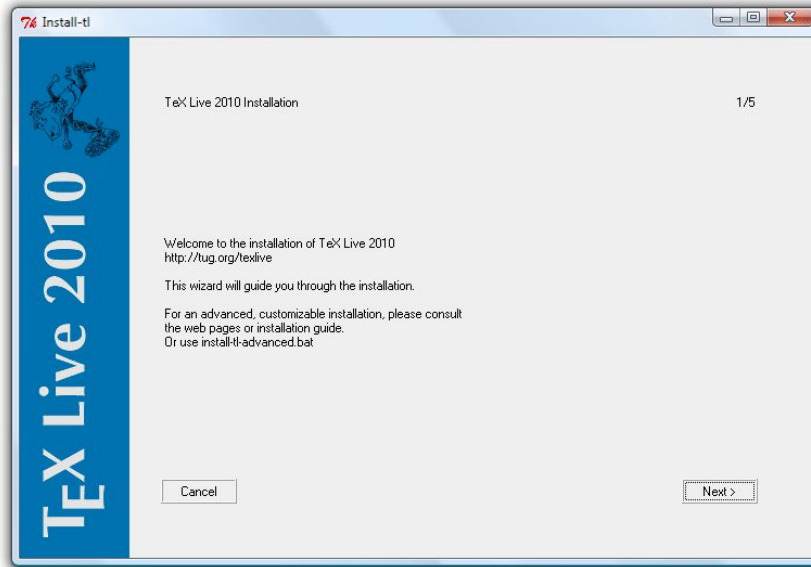 Install-tl
TeX Live 2010
TeX Live 2010 Installation 1/5
Welcome to the installation of TeX Live 2010
http://tug.org/texlive
This wizard will guide you through the installation.
For an advanced, customizable installation, please consult
the web pages or installation guide.
Or use install-tl-advanced.bat
Cancel Next >